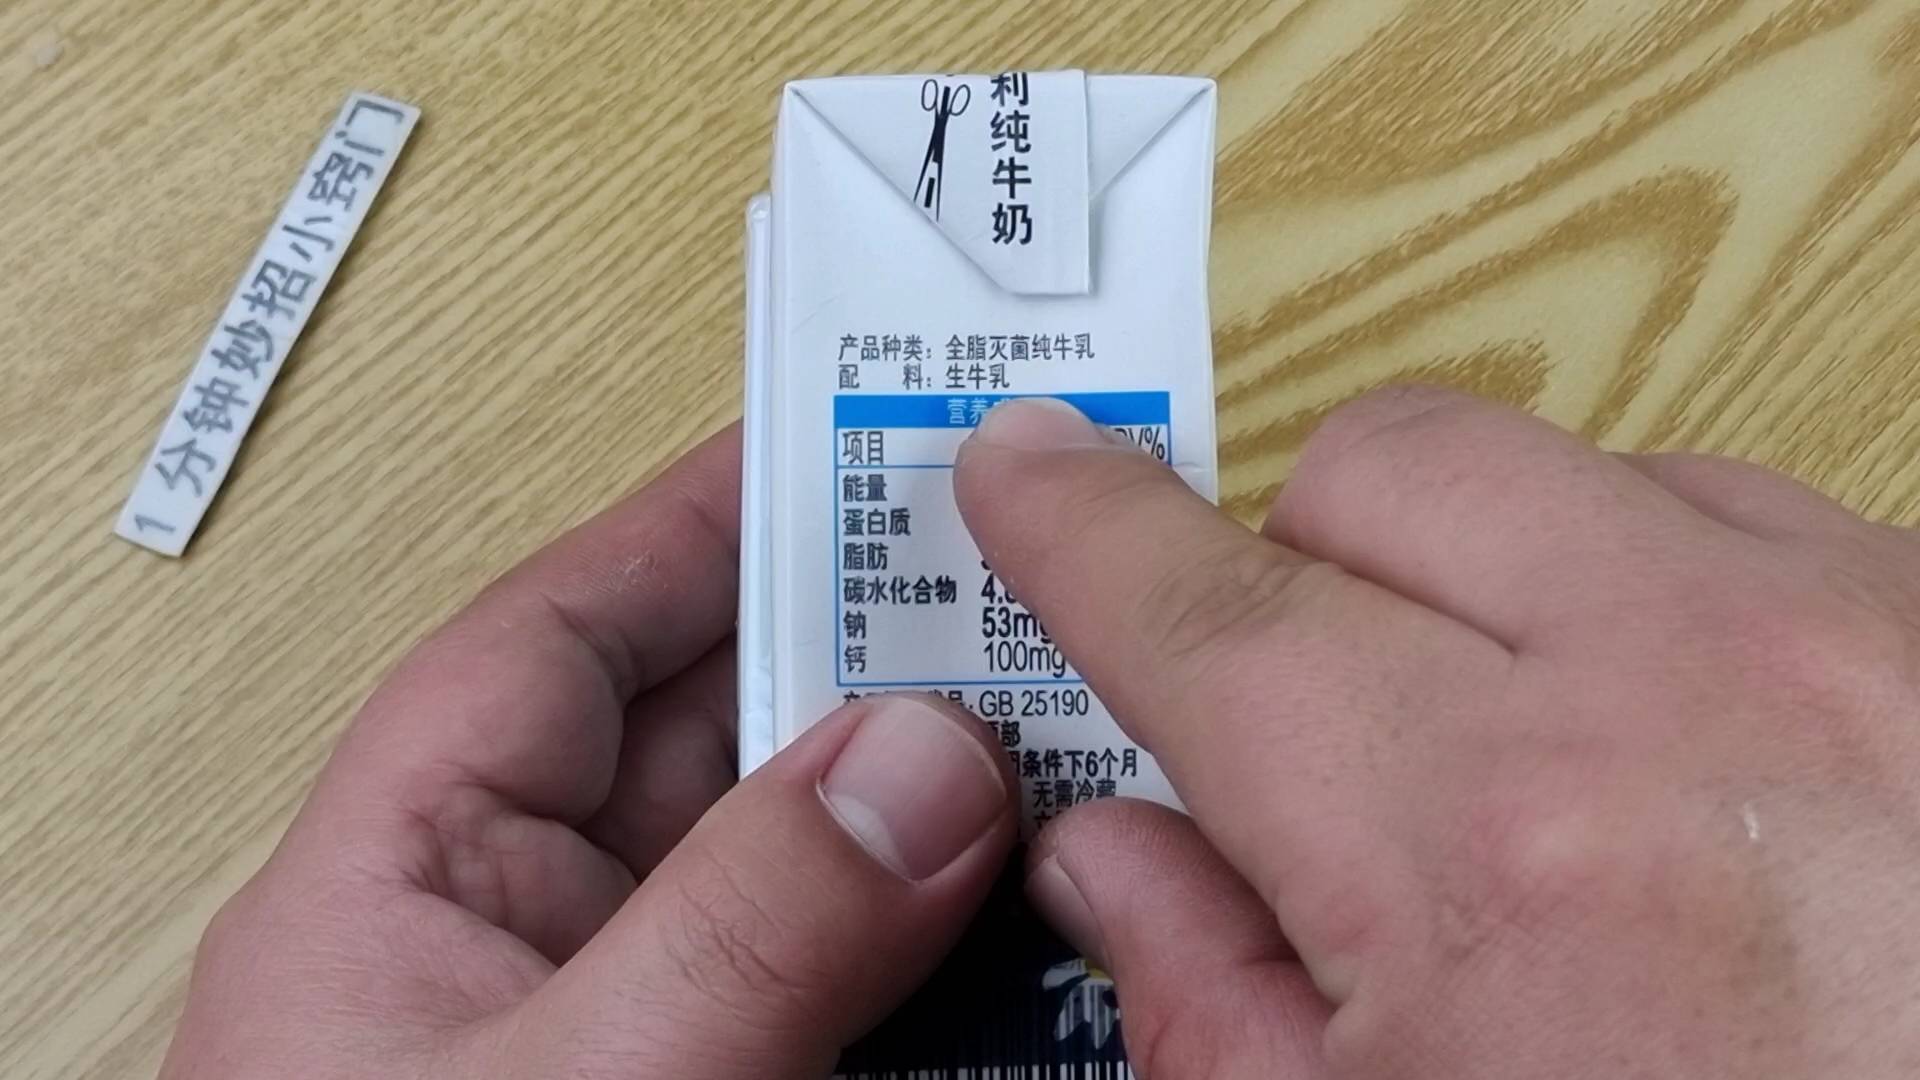 1分钟妙招小窍门
利纯牛奶
产品种类：全脂灭菌纯牛乳
配 料：生牛乳
营养
项目
能量
蛋白质
脂肪
碳水化合物 4.
钠 53mg
钙 100mg
GB 25190
部
条件下6个月
无需冷藏